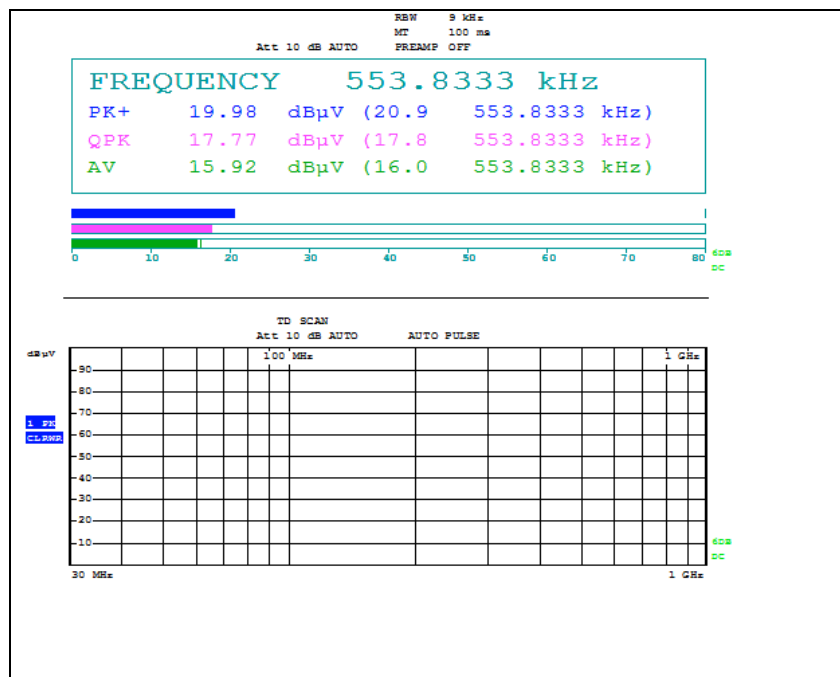 RBW 9 kHz
MT 100 ms
Att 10 dB AUTO PREAMP OFF
FREQUENCY 553.8333 kHz
PK+ 19.98 dBµV (20.9 553.8333 kHz)
QPK 17.77 dBµV (17.8 553.8333 kHz)
AV 15.92 dBµV (16.0 553.8333 kHz)
0 10 20 30 40 50 60 70 80
6DB
DC
TD SCAN
Att 10 dB AUTO AUTO PULSE
dBµV
100 MHz 1 GHz
90
80
70
1 PK
60
CLRWR
50
40
30
20
10
6DB
DC
30 MHz 1 GHz